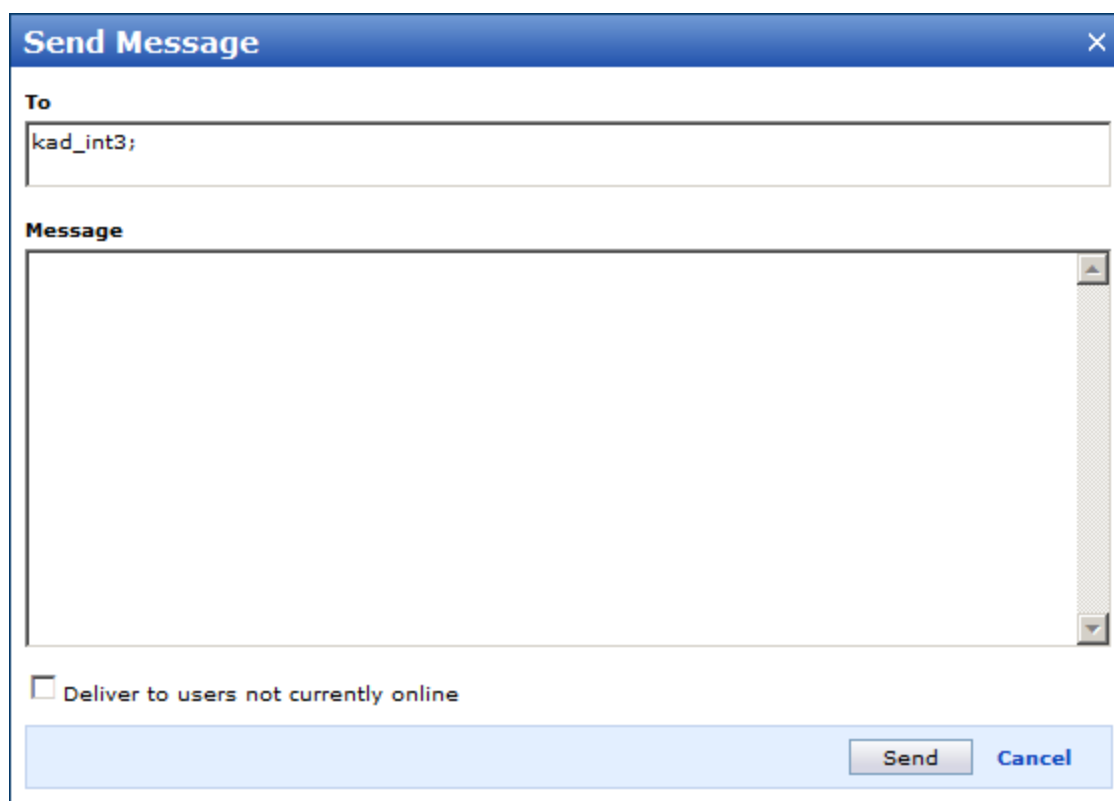 Send Message
To
kad_int3;
Message
Deliver to users not currently online
Send Cancel